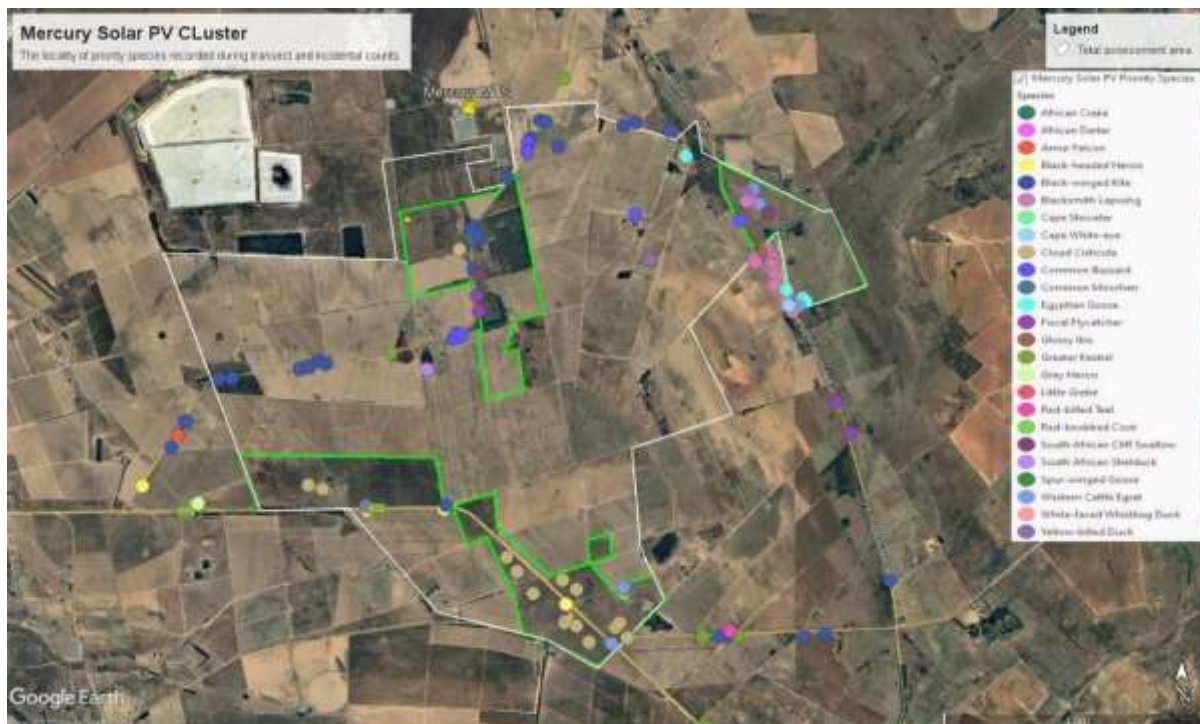 Mercury Solar PV CLuster
The locality of priority species recorded during transect and incidental counts
Legend
Total assessment area
Mercury Solar PV Priority Species
Species
African Crake
African Darter
Amur Falcon
Black-headed Heron
Black-winged Kite
Blacksmith Lapwing
Cape Shoveler
Cape White-eye
Cloud Cisticola
Common Buzzard
Common Moorhen
Egyptian Goose
Fiscal Flycatcher
Glossy Ibis
Greater Kestrel
Grey Heron
Little Grebe
Red-billed Teal
Red-knobbed Coot
South African Cliff Swallow
South African Shelduck
Spur-winged Goose
Western Cattle Egret
White-faced Whistling Duck
Yellow-billed Duck
Mercury
Google Earth